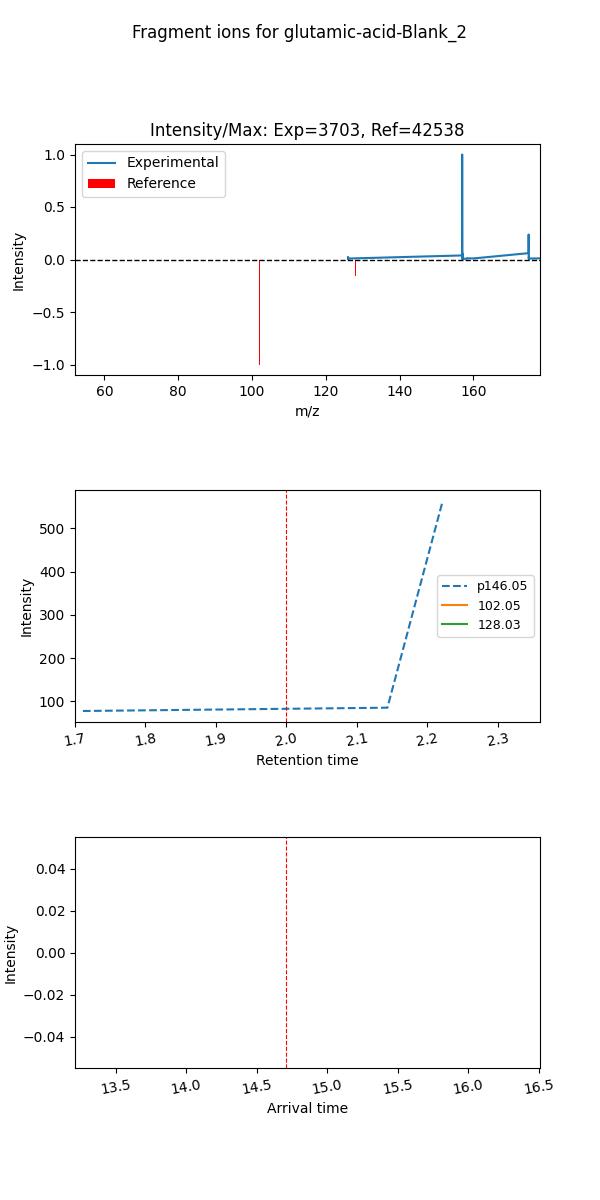 Fragment ions for glutamic-acid-Blank_2
Intensity/Max: Exp=3703, Ref=42538
1.0
0.5
0.0
−0.5
−1.0
Intensity
Experimental
Reference
60 80 100 120 140 160
m/z
500
400
300
200
100
Intensity
p146.05
102.05
128.03
1.7 1.8 1.9 2.0 2.1 2.2 2.3
Retention time
0.04
0.02
0.00
−0.02
−0.04
Intensity
13.5 14.0 14.5 15.0 15.5 16.0 16.5
Arrival time